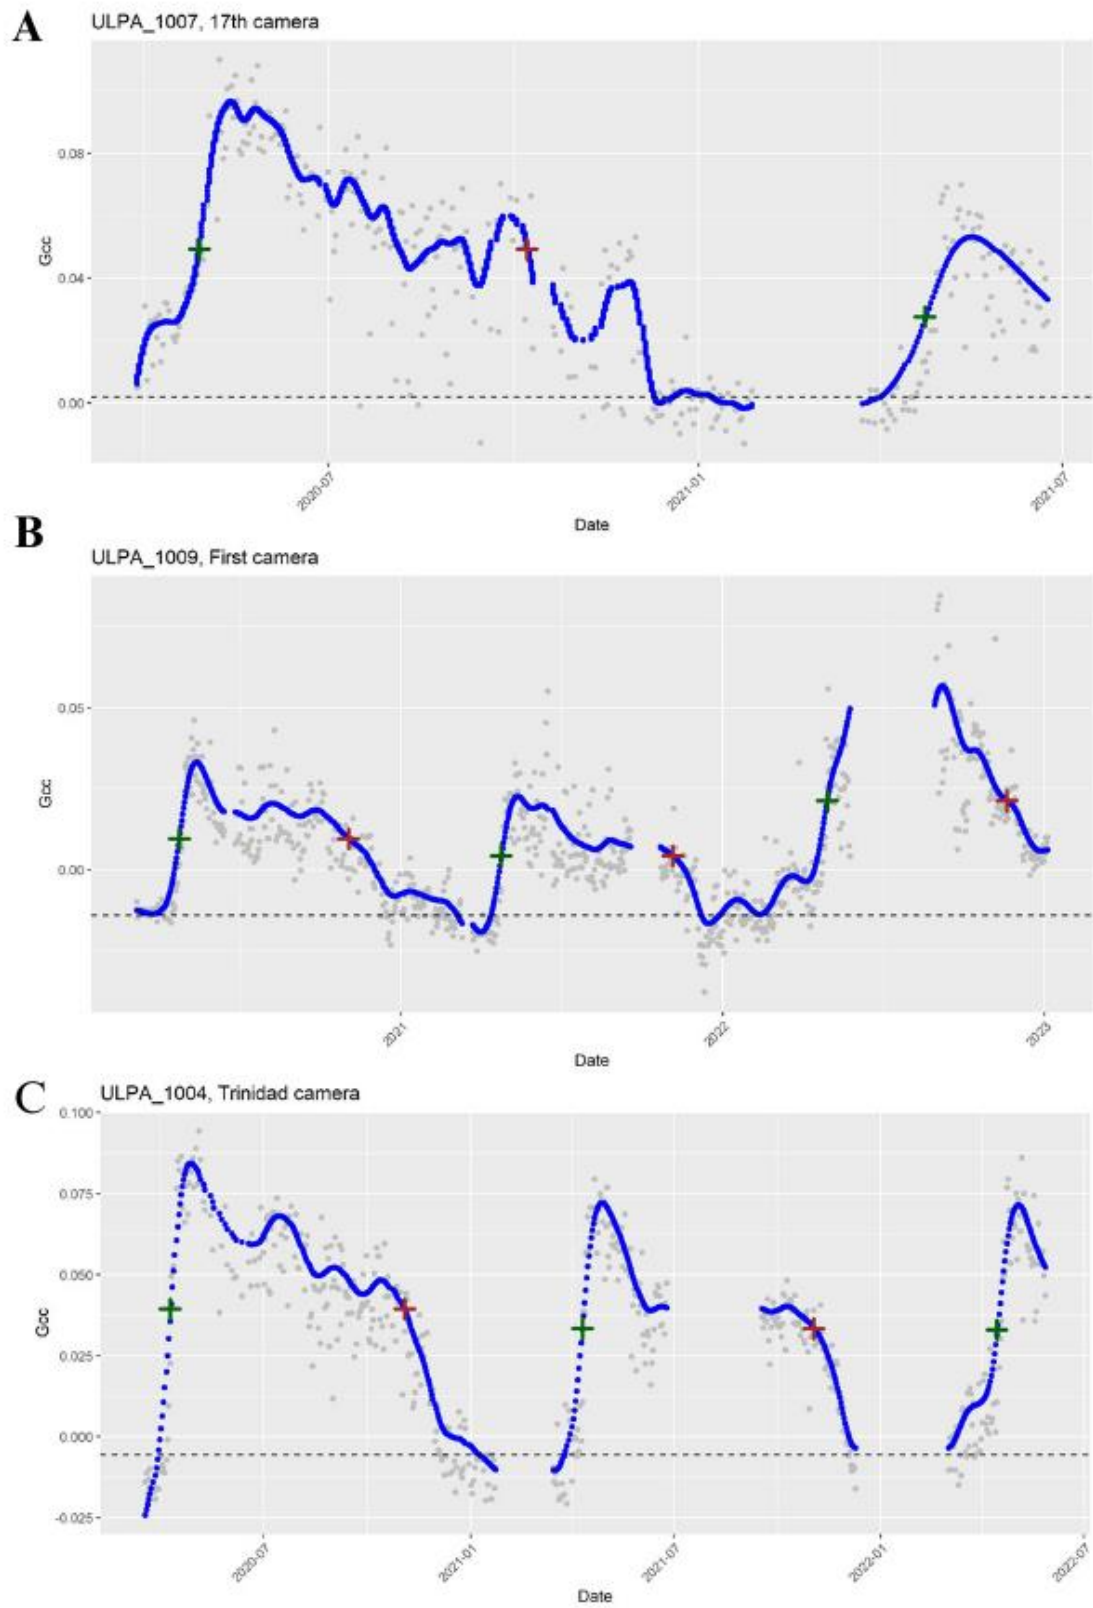 A
ULPA_1007, 17th camera
Gcc
0.08
0.04
0.00
2020-07
2021-01
2021-07
Date
B
ULPA_1009, First camera
Gcc
0.05
0.00
2021
2022
2023
Date
C
ULPA_1004, Trinidad camera
Gcc
0.100
0.075
0.050
0.025
0.000
-0.025
2020-07
2021-01
2021-07
2022-01
2022-07
Date